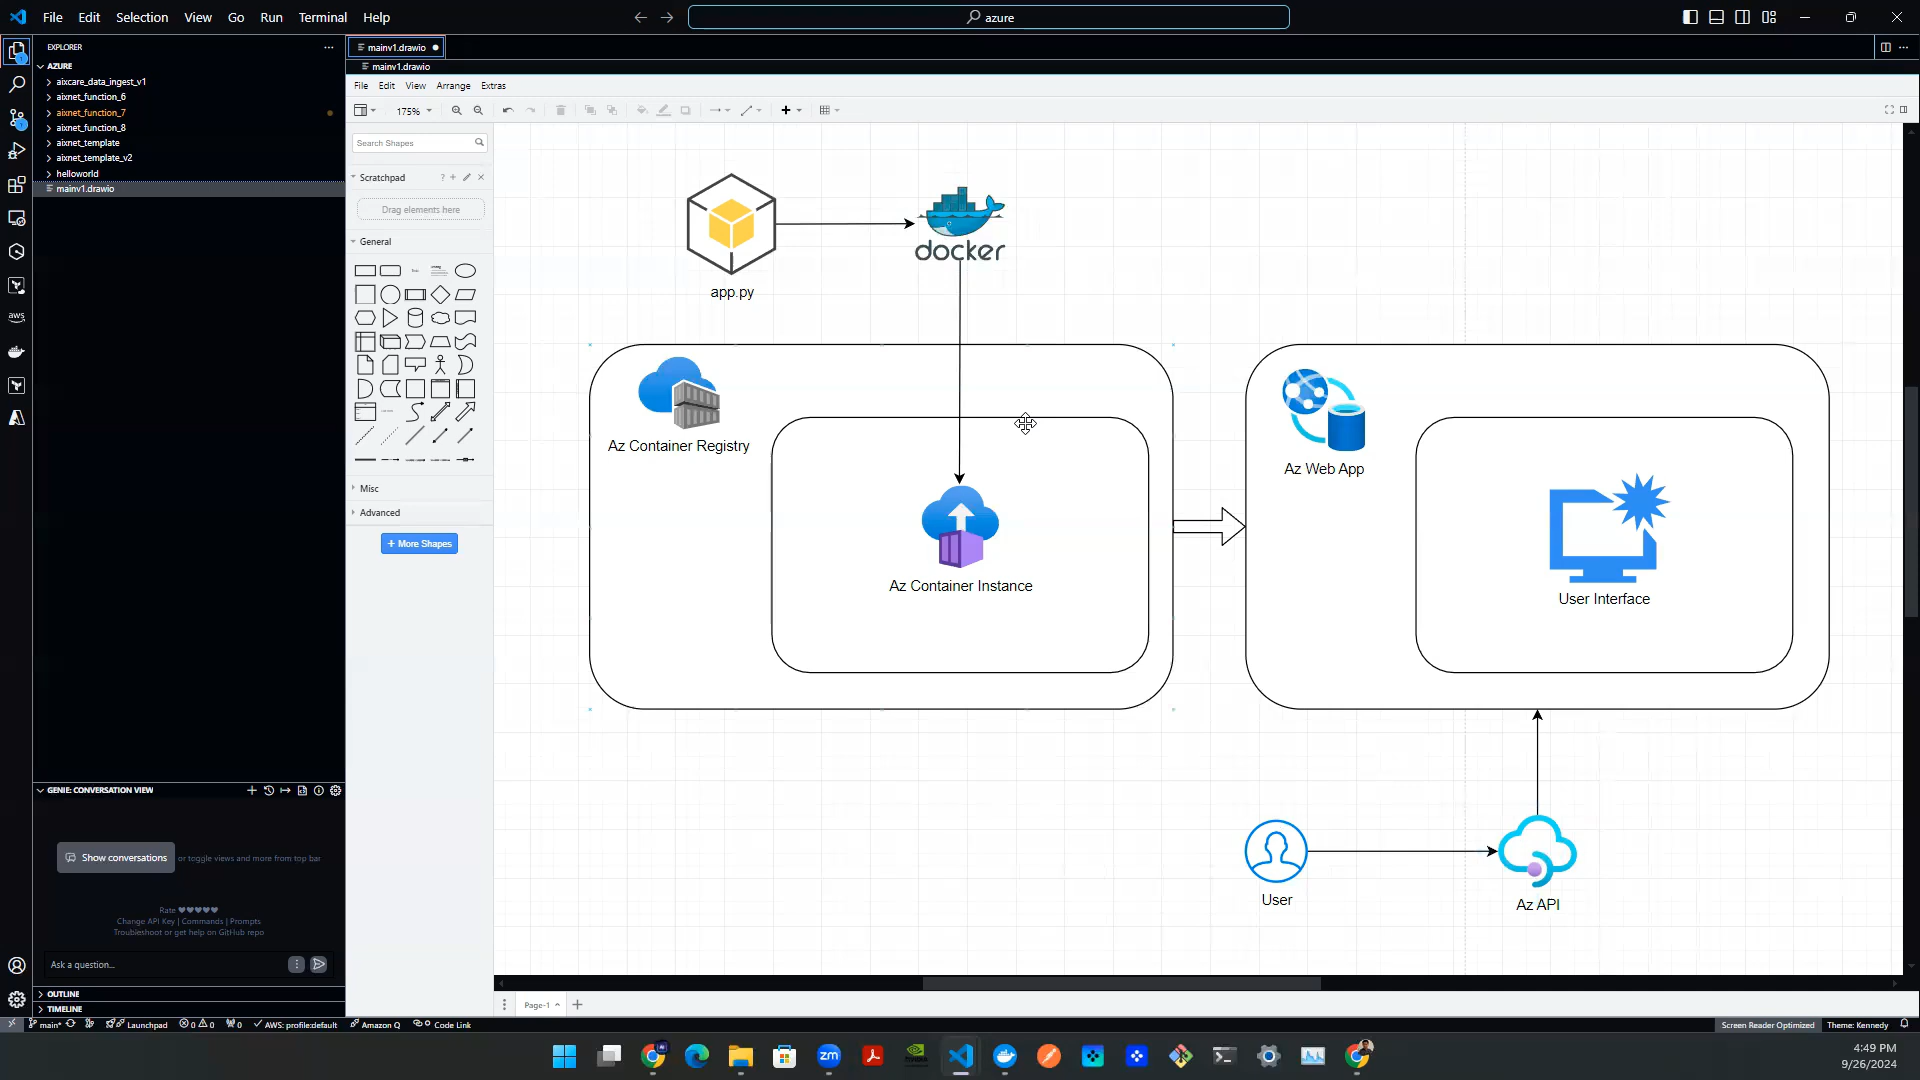 File Edit Selection View Go Run Terminal Help
azure
EXPLORER
AZURE
aixcare_data_ingest_v1
aixnet_function_6
aixnet_function_7
aixnet_function_8
aixnet_template
aixnet_template_v2
helloworld
mainv1.drawio
GENIE: CONVERSATION VIEW
Show conversations or toggle views and more from top bar
Rate ♥♥♥♥♥
Change API Key | Commands | Prompts
Troubleshoot or get help on GitHub repo
Ask a question...
OUTLINE
TIMELINE
mainv1.drawio
mainv1.drawio
File Edit View Arrange Extras
175%
Search Shapes
Scratchpad
Drag elements here
General
Misc
Advanced
+ More Shapes
docker
app.py
Az Container Registry
Az Container Instance
Az Web App
User Interface
User
Az API
Page-1
main* Launchpad 0 0 0 AWS: profile:default Amazon Q Code Link
Screen Reader Optimized Theme: Kennedy
aws
zm
4:49 PM
9/26/2024